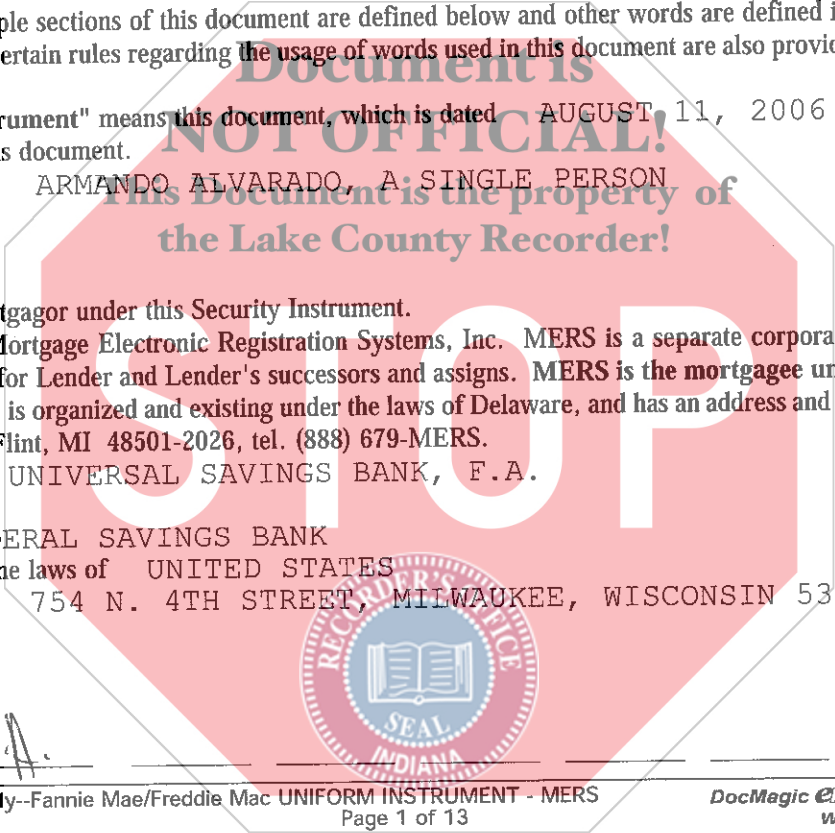 ple sections of this document are defined below and other words are defined i
ertain rules regarding the usage of words used in this document are also provid
Document is
rument" means this document, which is dated AUGUST 11, 2006
NOT OFFICIAL!
s document.
ARMANDO ALVARADO, A SINGLE PERSON
This Document is the property of
the Lake County Recorder!
tgagor under this Security Instrument.
Mortgage Electronic Registration Systems, Inc. MERS is a separate corpora
for Lender and Lender's successors and assigns. MERS is the mortgagee un
is organized and existing under the laws of Delaware, and has an address and
Flint, MI 48501-2026, tel. (888) 679-MERS.
STOP
UNIVERSAL SAVINGS BANK, F.A.
ERAL SAVINGS BANK
he laws of UNITED STATES
754 N. 4TH STREET, MILWAUKEE, WISCONSIN 53
RECORDER'S OFFICE
SEAL
INDIANA
ly--Fannie Mae/Freddie Mac UNIFORM INSTRUMENT - MERS
DocMagic
Page 1 of 13